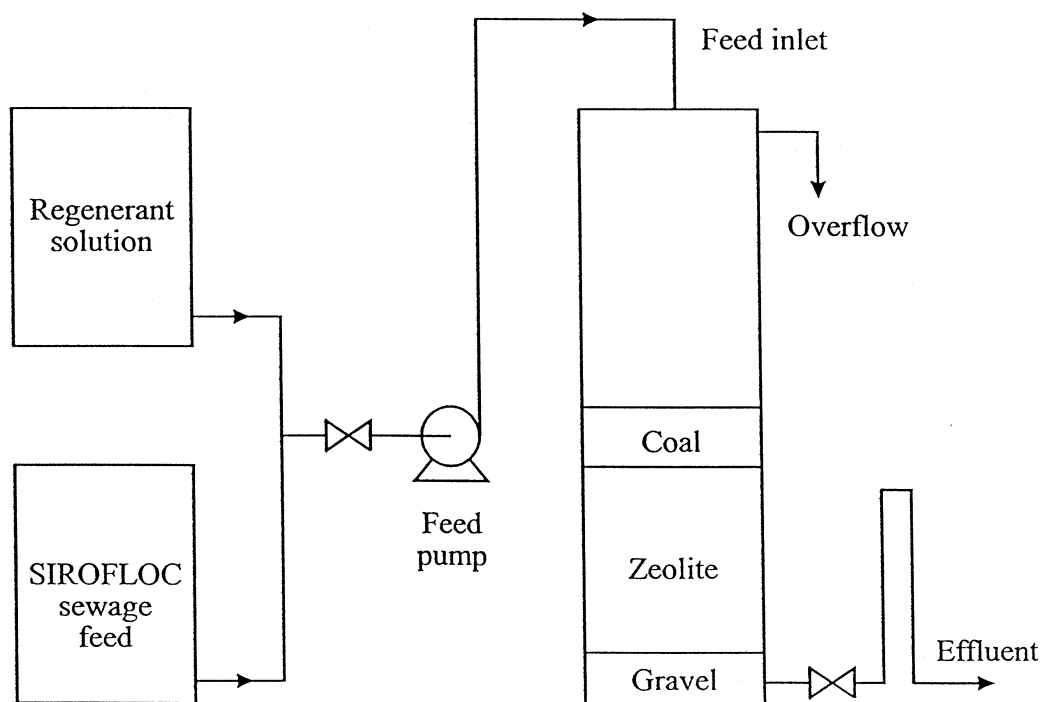 Feed inlet
Regenerant
solution
Overflow
Coal
Feed
pump
Zeolite
SIROFLOC
sewage
feed
Gravel
Effluent